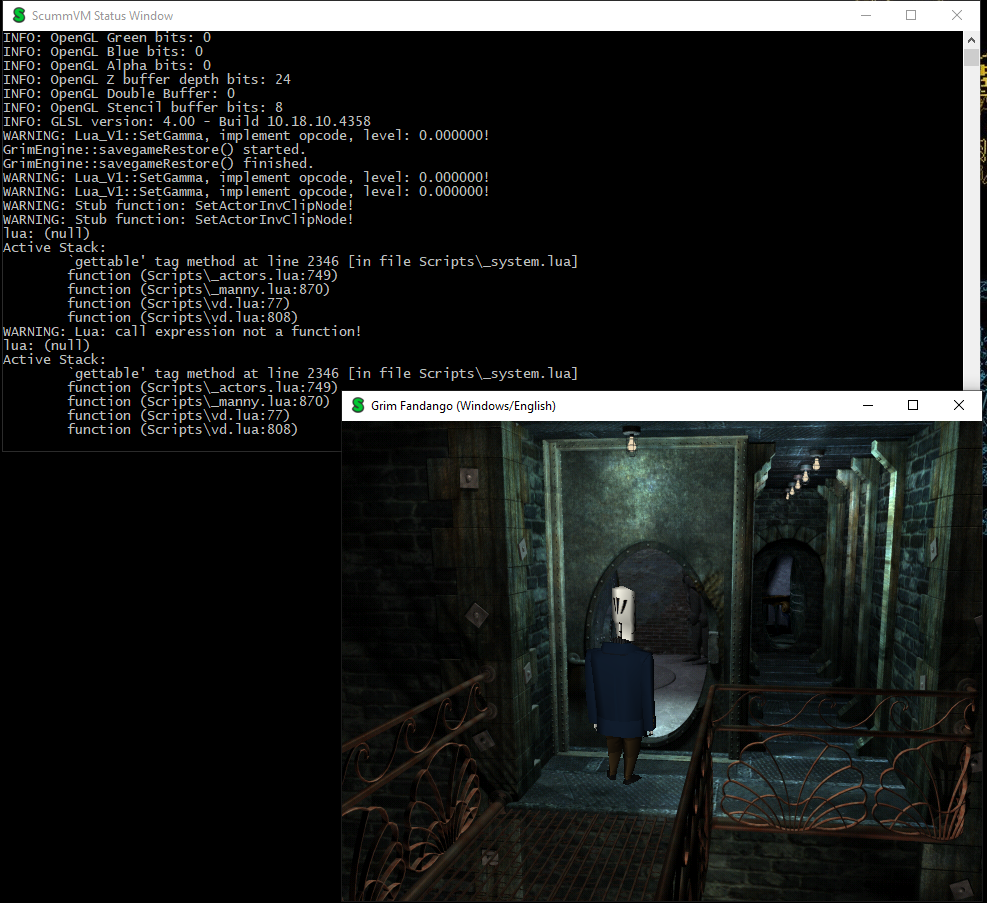 ScummVM Status Window
INFO: OpenGL Green bits: 0
INFO: OpenGL Blue bits: 0
INFO: OpenGL Alpha bits: 0
INFO: OpenGL Z buffer depth bits: 24
INFO: OpenGL Double Buffer: 0
INFO: OpenGL Stencil buffer bits: 8
INFO: GLSL version: 4.00 - Build 10.18.10.4358
WARNING: Lua_V1::SetGamma, implement opcode, level: 0.000000!
GrimEngine::savegameRestore() started.
GrimEngine::savegameRestore() finished.
WARNING: Lua_V1::SetGamma, implement opcode, level: 0.000000!
WARNING: Lua_V1::SetGamma, implement opcode, level: 0.000000!
WARNING: Stub function: SetActorInvClipNode!
WARNING: Stub function: SetActorInvClipNode!
lua: (null)
Active Stack:
`gettable' tag method at line 2346 [in file Scripts\_system.lua]
function (Scripts\_actors.lua:749)
function (Scripts\_manny.lua:870)
function (Scripts\vd.lua:77)
function (Scripts\vd.lua:808)
WARNING: Lua: call expression not a function!
lua: (null)
Active Stack:
`gettable' tag method at line 2346 [in file Scripts\_system.lua]
function (Scripts\_actors.lua:749)
function (Scripts\_manny.lua:870)
function (Scripts\vd.lua:77)
function (Scripts\vd.lua:808)
Grim Fandango (Windows/English)